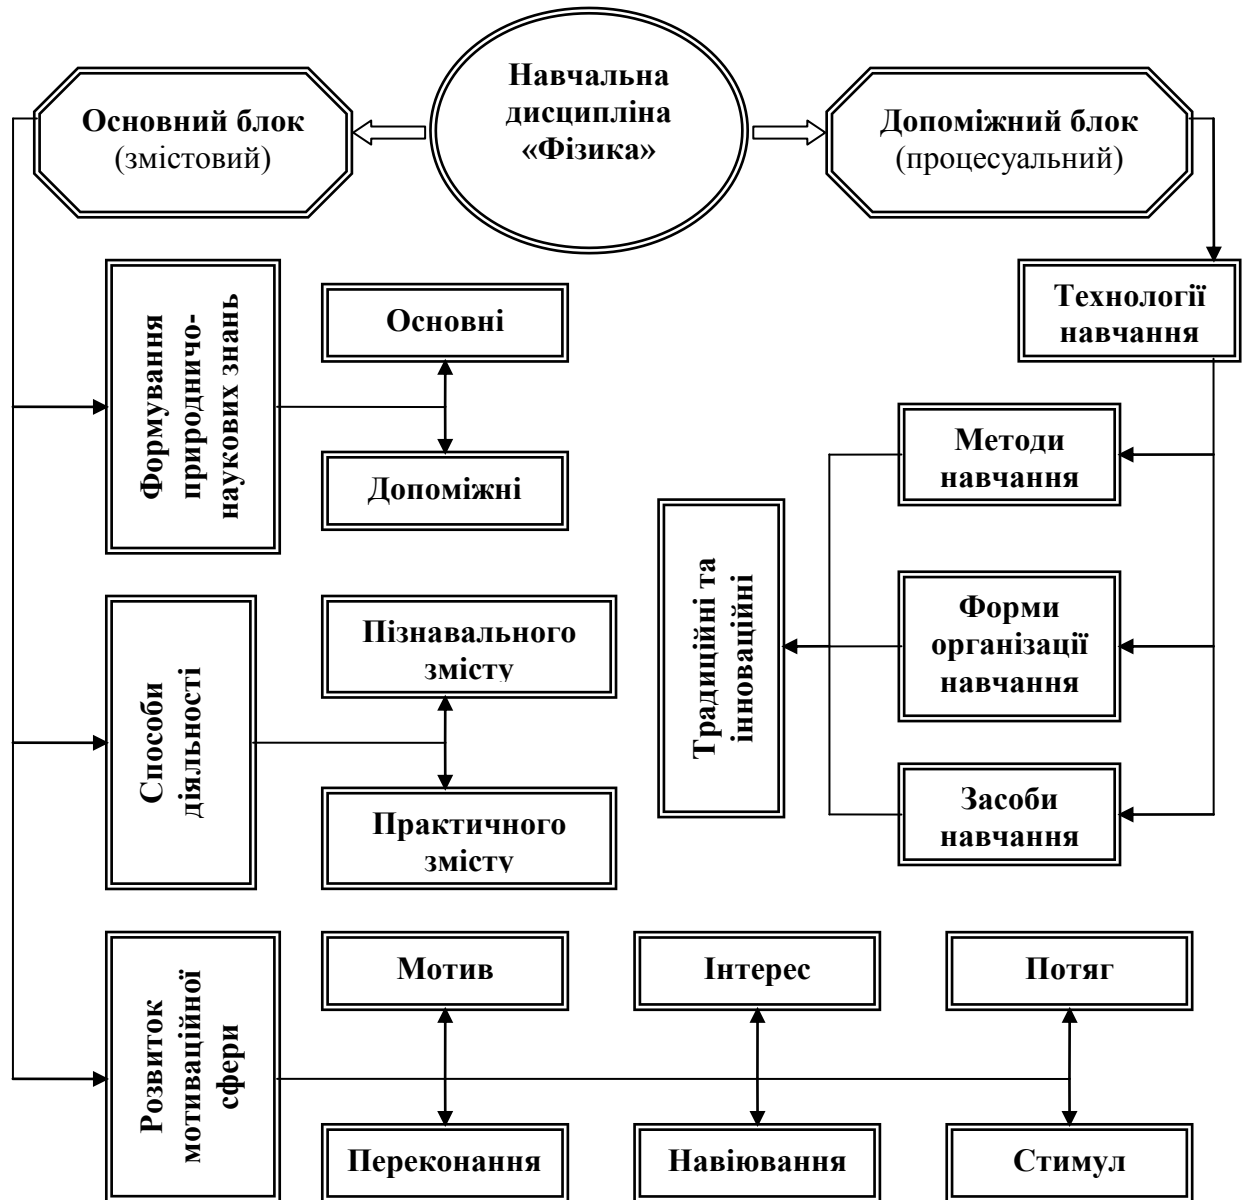 Навчальна
дисципліна
«Фізика»
Основний блок
(змістовий)
Допоміжний блок
(процесуальний)
Технології
навчання
Формування
природничо-
наукових знань
Основні
Допоміжні
Методи
навчання
Традиційні та
інноваційні
Форми
організації
навчання
Способи
діяльності
Пізнавального
змісту
Практичного
змісту
Засоби
навчання
Розвиток
мотиваційної
сфери
Мотив
Інтерес
Потяг
Переконання
Навіювання
Стимул